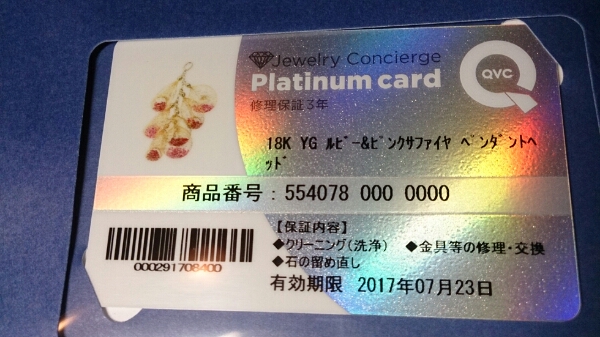 Jewelry Concierge
Platinum card
修理保証3年
QVC
18K YG ﾙﾋﾞｰ&ﾋﾟﾝｸｻﾌｧｲﾔ ﾍﾟﾝﾀﾞﾝﾄﾍ
ｯﾄﾞ
商品番号：554078 000 0000
【保証内容】
◆クリーニング(洗浄) ◆金具等の修理・交換
◆石の留め直し
000291708400
有効期限 2017年07月23日